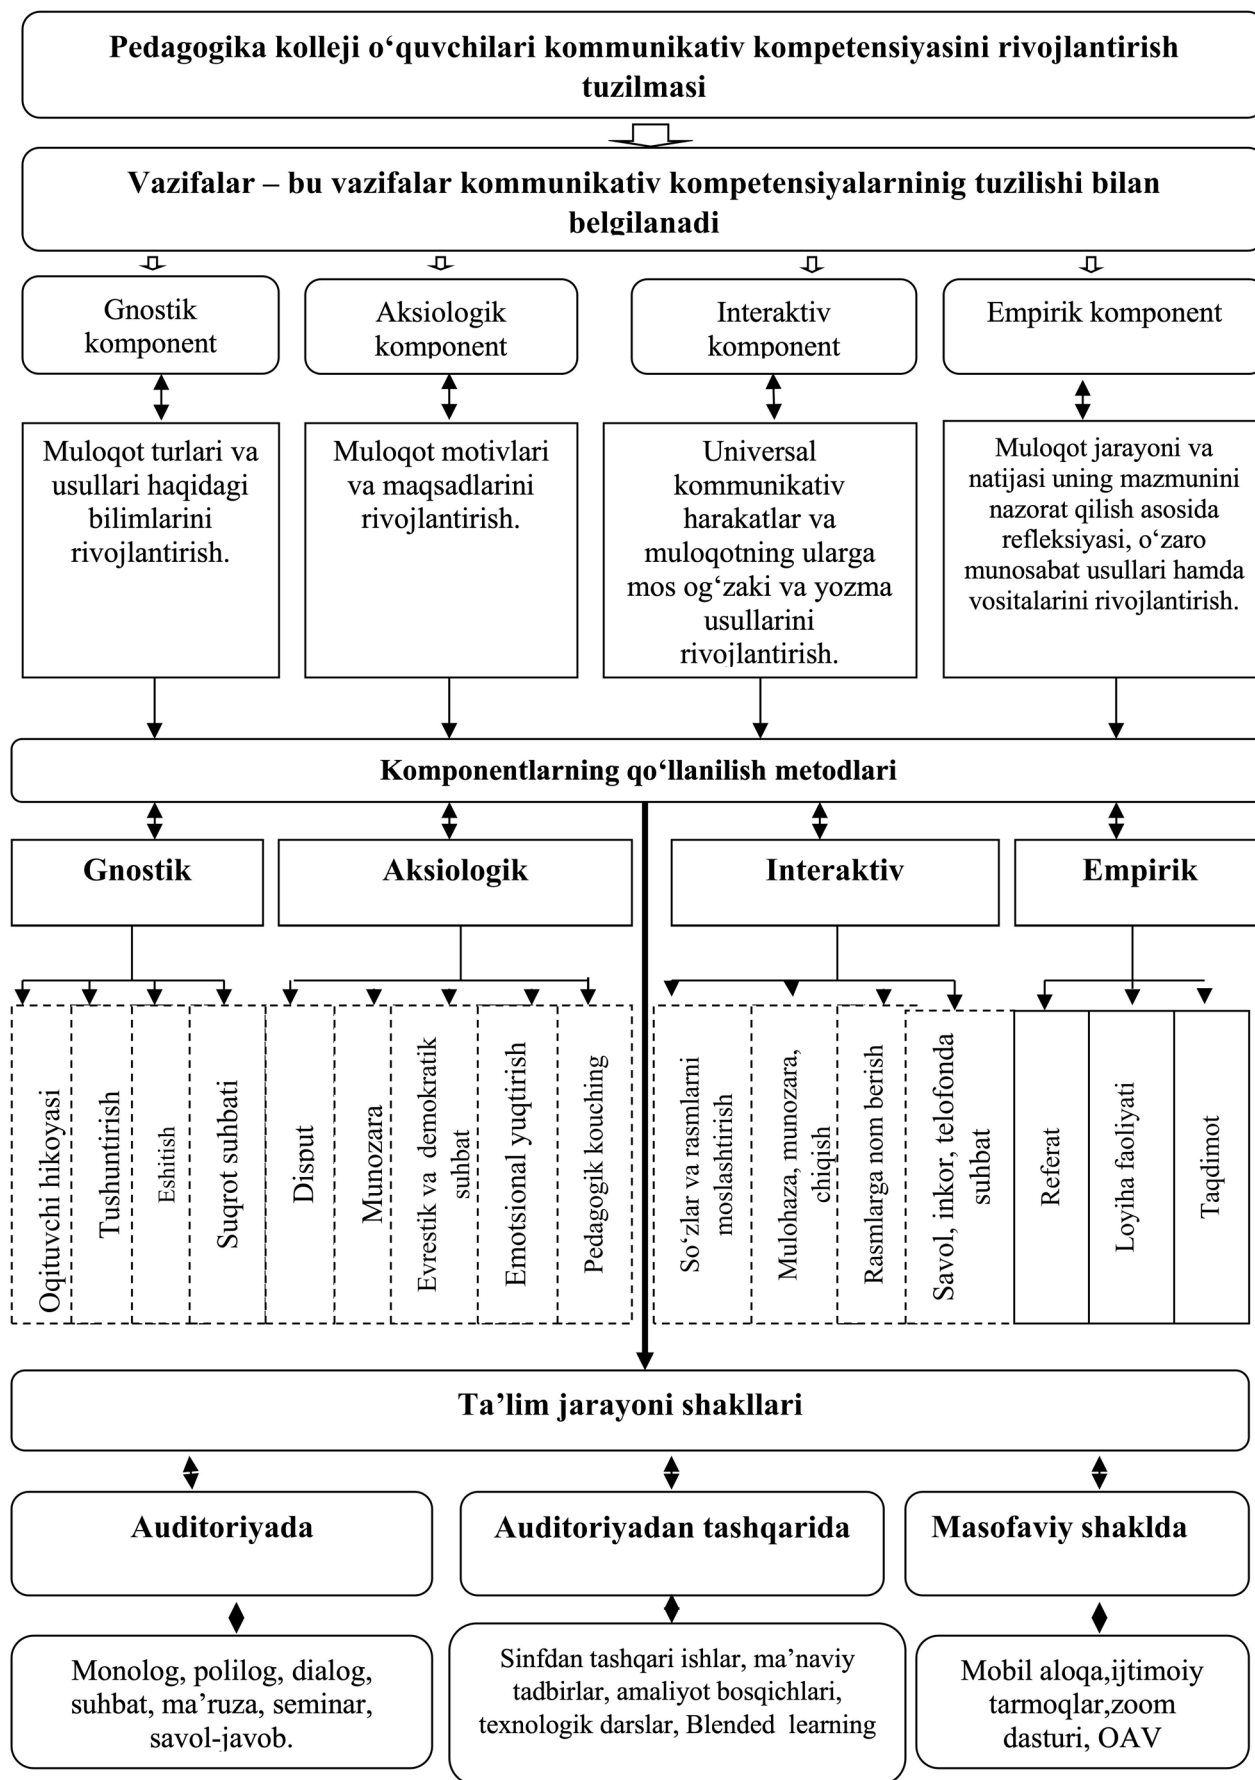 Pedagogika kolleji o‘quvchilari kommunikativ kompetensiyasini rivojlantirish
tuzilmasi
Vazifalar – bu vazifalar kommunikativ kompetensiyalarninig tuzilishi bilan
belgilanadi
Gnostik
komponent
Aksiologik
komponent
Interaktiv
komponent
Empirik komponent
Muloqot turlari va
usullari haqidagi
bilimlarini
rivojlantirish.
Muloqot motivlari
va maqsadlarini
rivojlantirish.
Universal
kommunikativ
harakatlar va
muloqotning ularga
mos og‘zaki va yozma
usullarini
rivojlantirish.
Muloqot jarayoni va
natijasi uning mazmunini
nazorat qilish asosida
refleksiyasi, o‘zaro
munosabat usullari hamda
vositalarini rivojlantirish.
Komponentlarning qo‘llanilish metodlari
Gnostik
Aksiologik
Interaktiv
Empirik
Oqituvchi hikoyasi
Tushuntirish
Eshitish
Suqrot suhbati
Disput
Munozara
Evrestik va demokratik
suhbat
Emotsional yuqtirish
Pedagogik kouching
So‘zlar va rasmlarni
moslashtirish
Mulohaza, munozara,
chiqish
Rasmlarga nom berish
Savol, inkor, telofonda
suhbat
Referat
Loyiha faoliyati
Taqdimot
Ta’lim jarayoni shakllari
Auditoriyada
Auditoriyadan tashqarida
Masofaviy shaklda
Monolog, polilog, dialog,
suhbat, ma’ruza, seminar,
savol-javob.
Sinfdan tashqari ishlar, ma’naviy
tadbirlar, amaliyot bosqichlari,
texnologik darslar, Blended learning
Mobil aloqa,ijtimoiy
tarmoqlar,zoom
dasturi, OAV